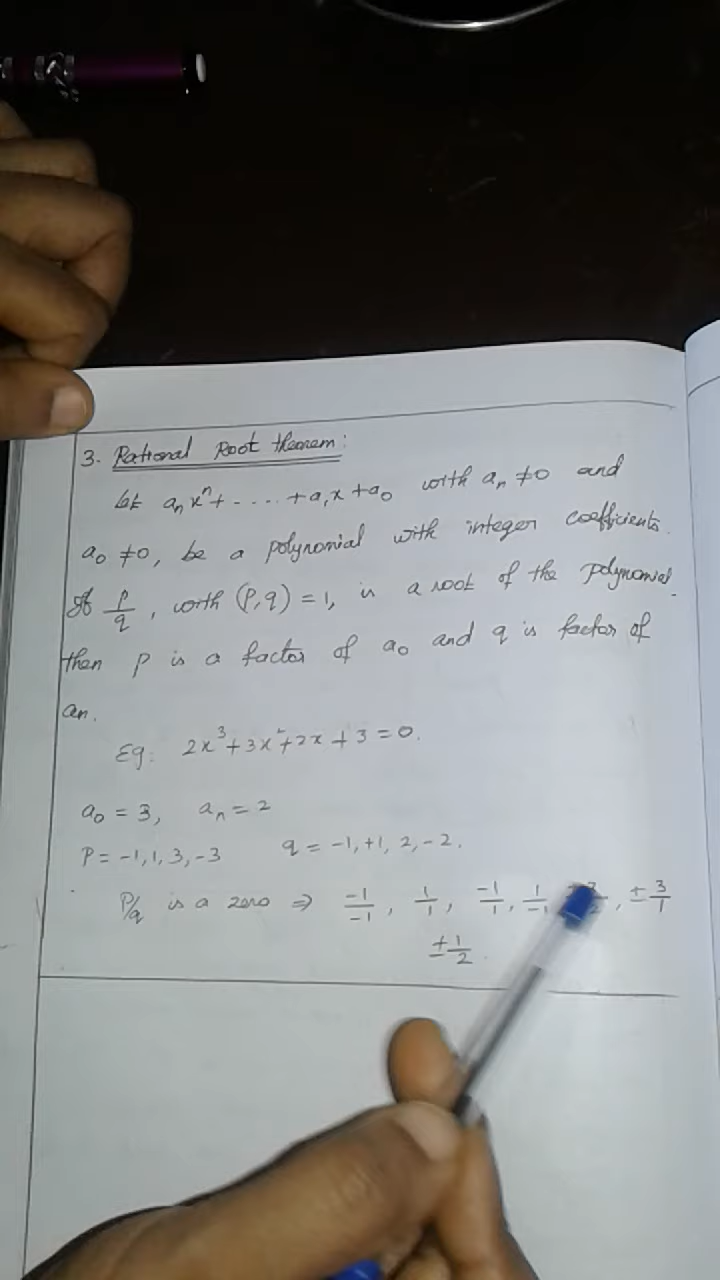 3. Rational Root theorem:
Let aₙxⁿ + ..... + a₁x + a₀ with aₙ ≠ 0 and
a₀ ≠ 0, be a polynomial with integer coefficients.
If p/q, with (p,q) = 1, is a root of the polynomial.
then p is a factor of a₀ and q is factor of
an.
Eg: 2x³ + 3x² + 2x + 3 = 0.
a₀ = 3, aₙ = 2
P = -1, 1, 3, -3 q = -1, +1, 2, -2.
P/q is a zero ⇒ -1/-1, 1/1, -1/1, 1/-1, ± 3/1
± 1/2.